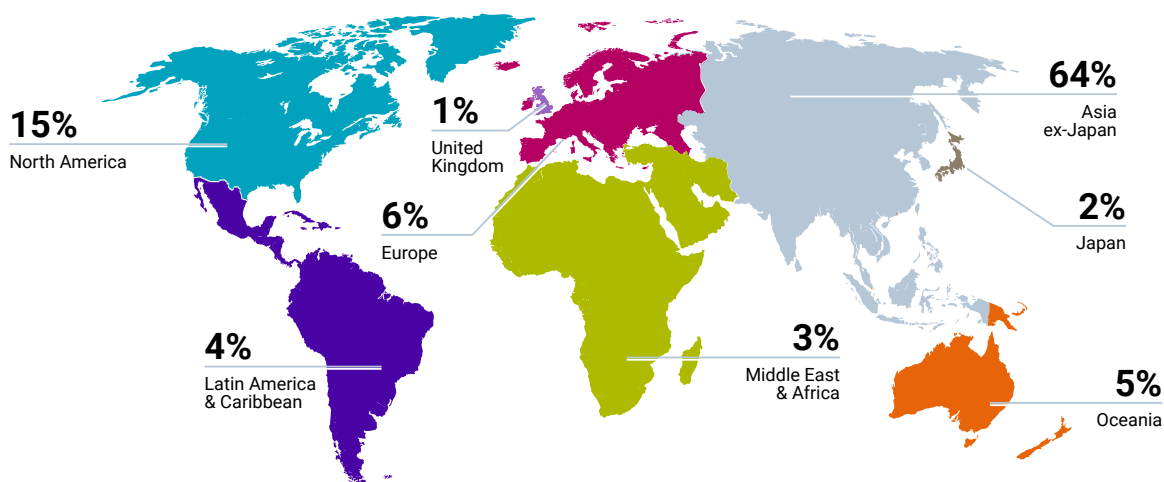 15%
North America
1%
United
Kingdom
6%
Europe
4%
Latin America
& Caribbean
64%
Asia
ex-Japan
2%
Japan
3%
Middle East
& Africa
5%
Oceania